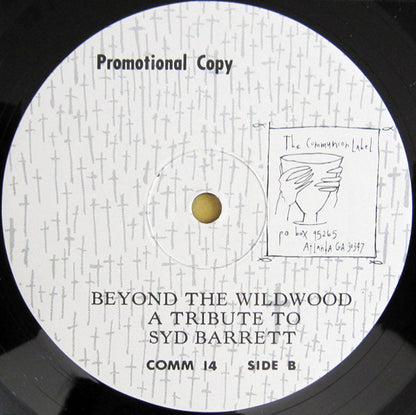 Promotional Copy
The Communion Label
po box 95265
Atlanta GA 30347
BEYOND THE WILDWOOD
A TRIBUTE TO
SYD BARRETT
COMM 14 SIDE B